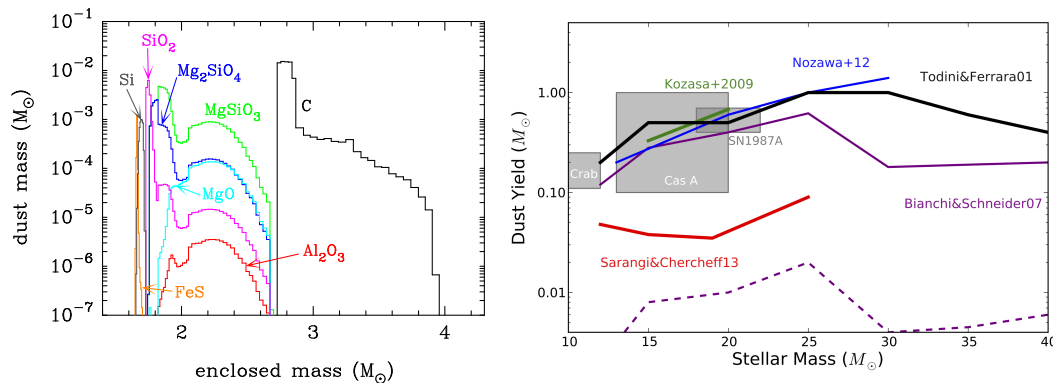 10⁻¹
10⁻²
10⁻³
10⁻⁴
10⁻⁵
10⁻⁶
10⁻⁷
dust mass (M⊙)
SiO₂
Si
Mg₂SiO₄
MgSiO₃
C
MgO
Al₂O₃
FeS
2
3
4
enclosed mass (M⊙)
1.00
0.10
0.01
Dust Yield (M⊙)
Nozawa+12
Todini&Ferrara01
Kozasa+2009
SN1987A
Crab
Cas A
Bianchi&Schneider07
Sarangi&Chercheff13
10
15
20
25
30
35
40
Stellar Mass (M⊙)